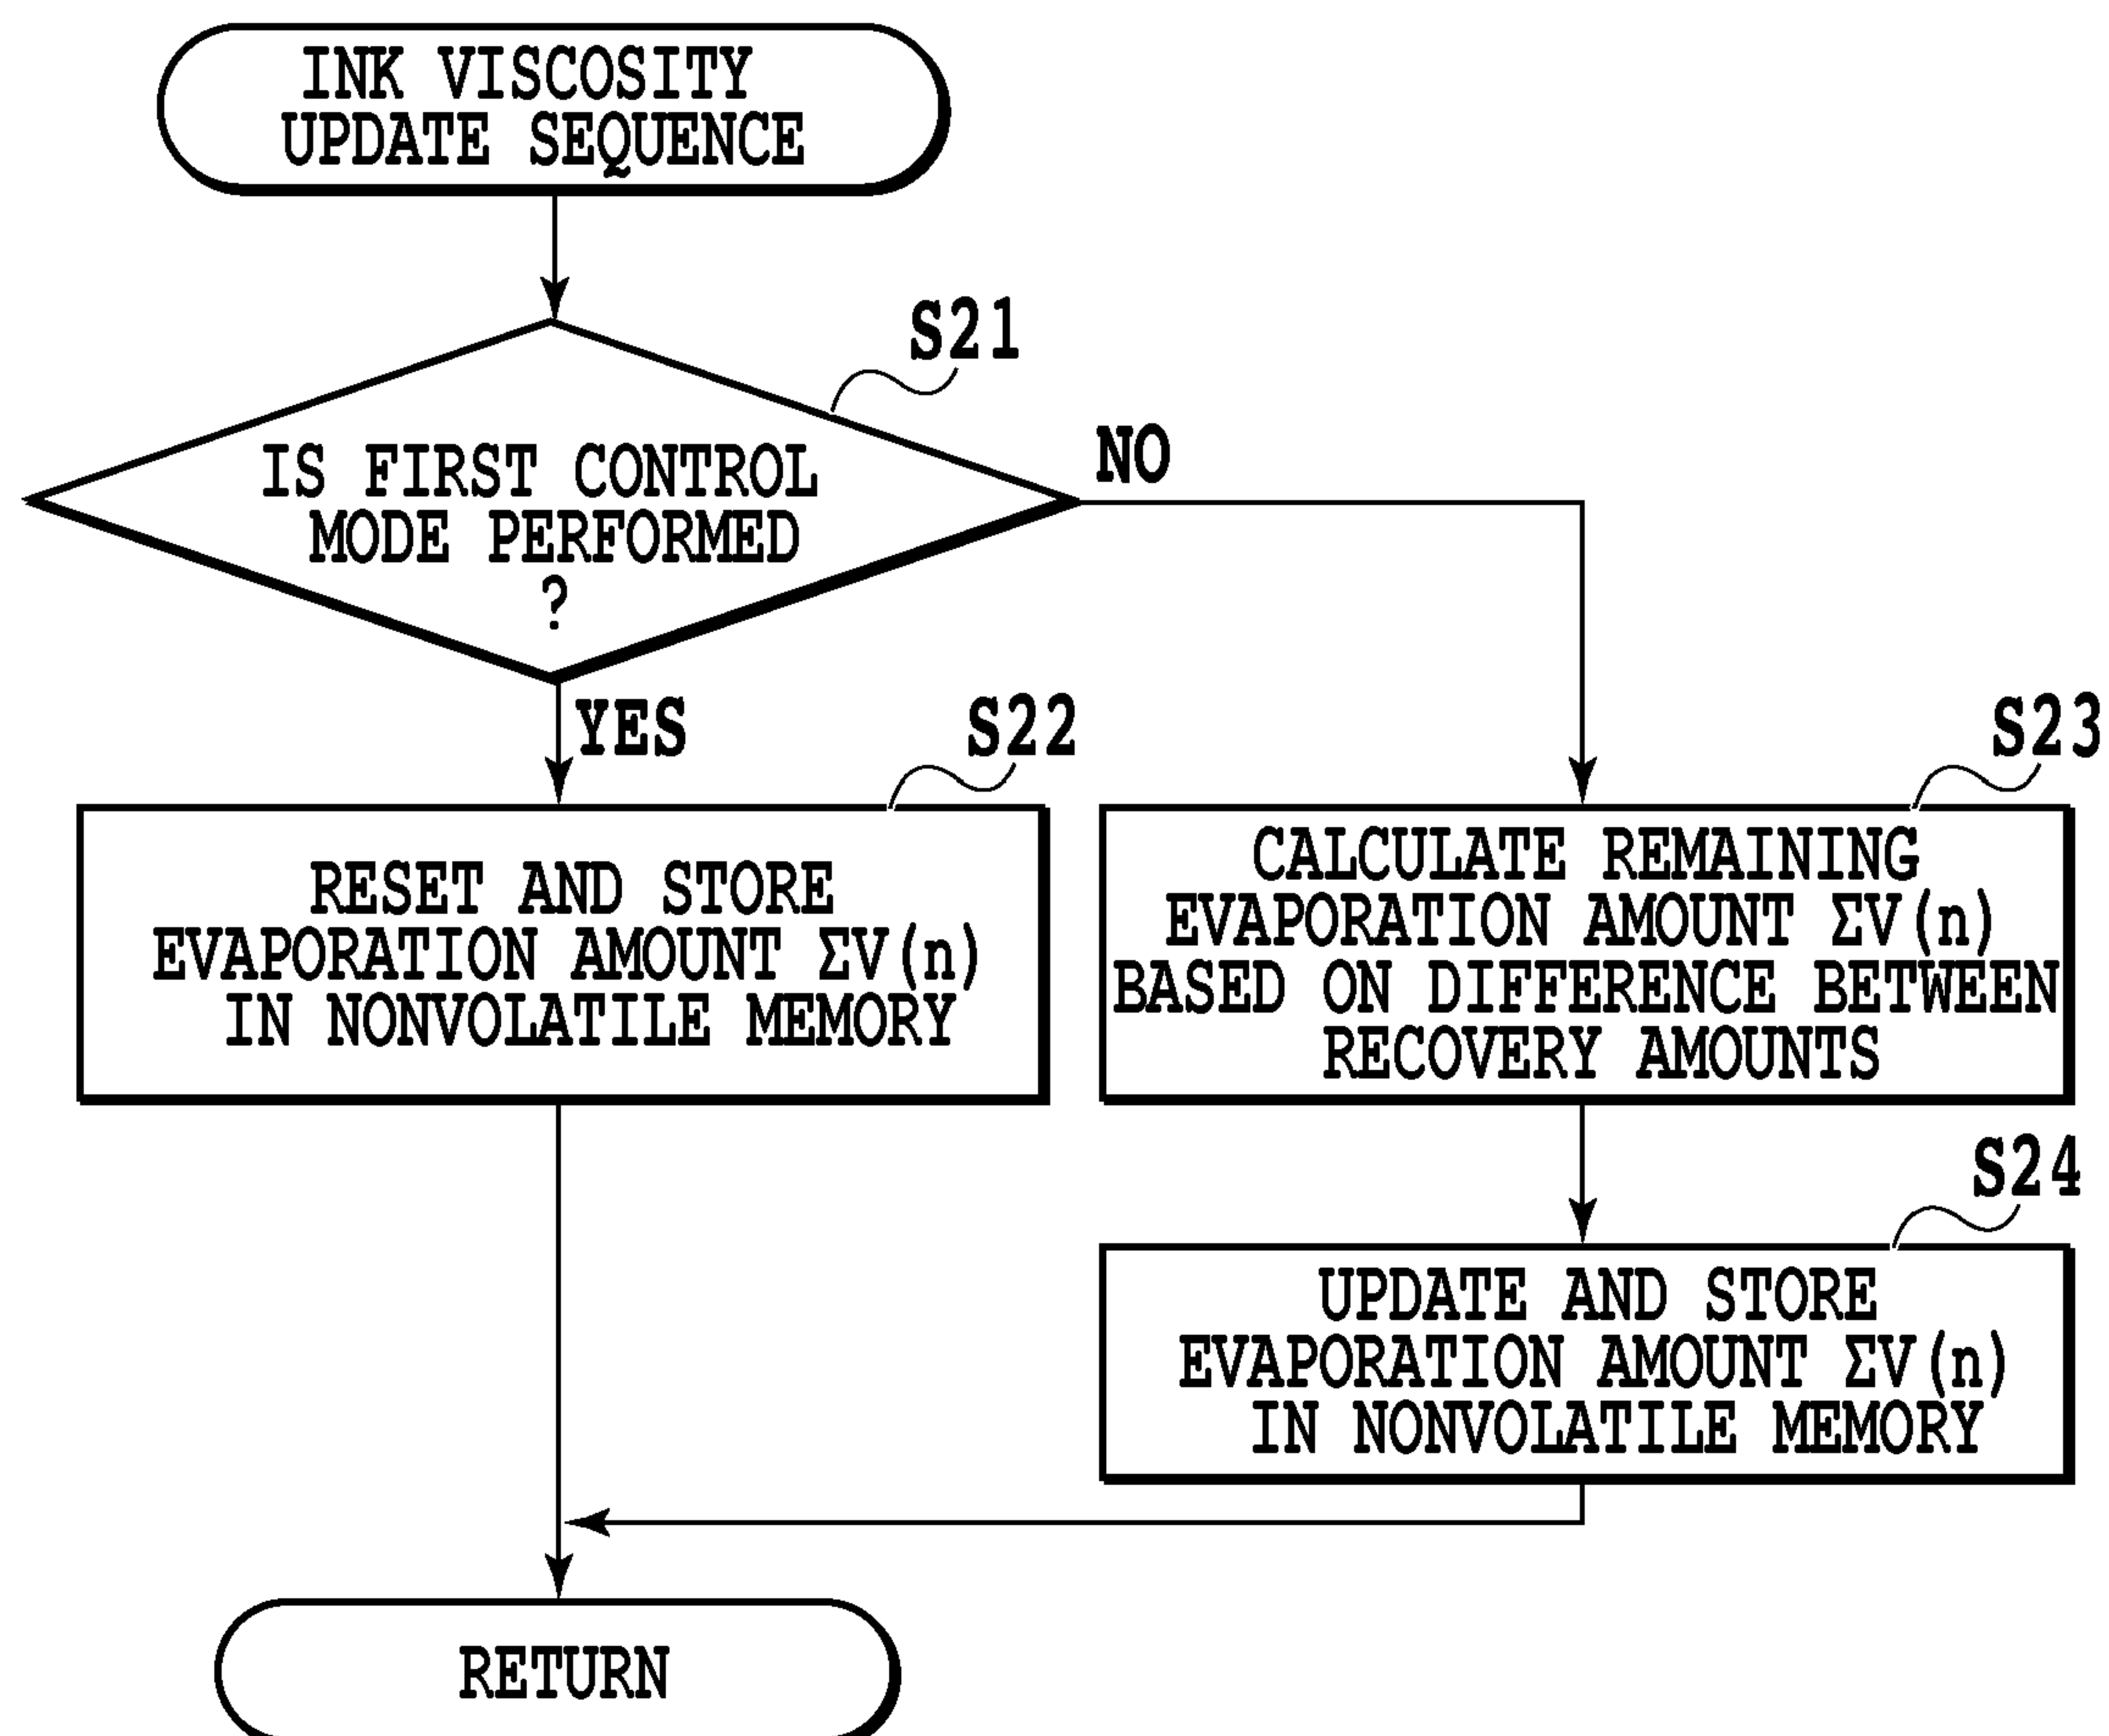 INK VISCOSITY
UPDATE SEQUENCE
S21
IS FIRST CONTROL
MODE PERFORMED
?
NO
YES
S22
RESET AND STORE
EVAPORATION AMOUNT ΣV(n)
IN NONVOLATILE MEMORY
S23
CALCULATE REMAINING
EVAPORATION AMOUNT ΣV(n)
BASED ON DIFFERENCE BETWEEN
RECOVERY AMOUNTS
S24
UPDATE AND STORE
EVAPORATION AMOUNT ΣV(n)
IN NONVOLATILE MEMORY
RETURN